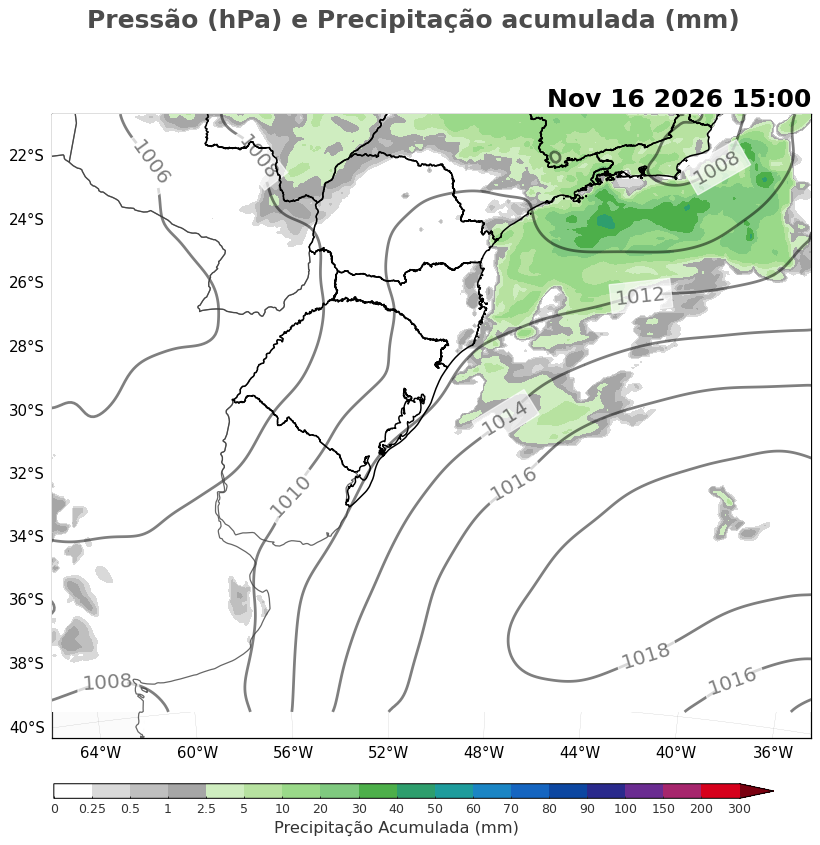 Pressão (hPa) e Precipitação acumulada (mm)
Nov 16 2026 15:00
1006
1008
1008
1012
1014
1016
1010
1018
1016
1008
22°S
24°S
26°S
28°S
30°S
32°S
34°S
36°S
38°S
40°S
64°W 60°W 56°W 52°W 48°W 44°W 40°W 36°W
0 0.25 0.5 1 2.5 5 10 20 30 40 50 60 70 80 90 100 150 200 300
Precipitação Acumulada (mm)